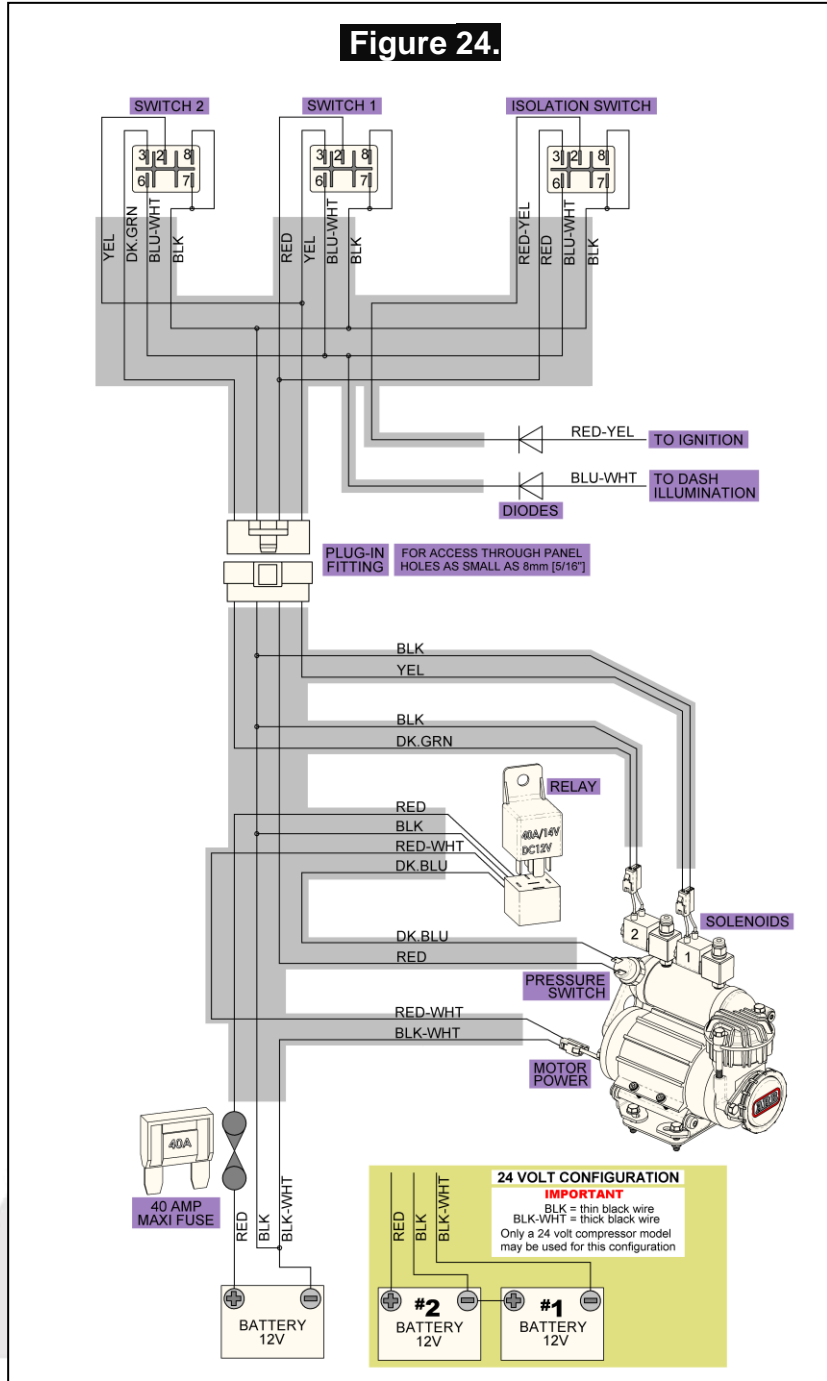 Figure 24.
SWITCH 2
SWITCH 1
ISOLATION SWITCH
3 2 8
6 7
3 2 8
6 7
3 2 8
6 7
YEL
DK.GRN
BLU-WHT
BLK
RED
YEL
BLU-WHT
BLK
RED-YEL
RED
BLU-WHT
BLK
RED-YEL
TO IGNITION
BLU-WHT
TO DASH
ILLUMINATION
DIODES
PLUG-IN
FITTING
FOR ACCESS THROUGH PANEL
HOLES AS SMALL AS 8mm [5/16"]
BLK
YEL
BLK
DK.GRN
RELAY
40A/14V
DC12V
RED
BLK
RED-WHT
DK.BLU
2
1
SOLENOIDS
DK.BLU
RED
PRESSURE
SWITCH
RED-WHT
BLK-WHT
MOTOR
POWER
40A
40 AMP
MAXI FUSE
RED
BLK
BLK-WHT
+ −
BATTERY
12V
24 VOLT CONFIGURATION
IMPORTANT
BLK = thin black wire
BLK-WHT = thick black wire
Only a 24 volt compressor model
may be used for this configuration
RED
BLK
BLK-WHT
+ #2 −
BATTERY
12V
+ #1 −
BATTERY
12V